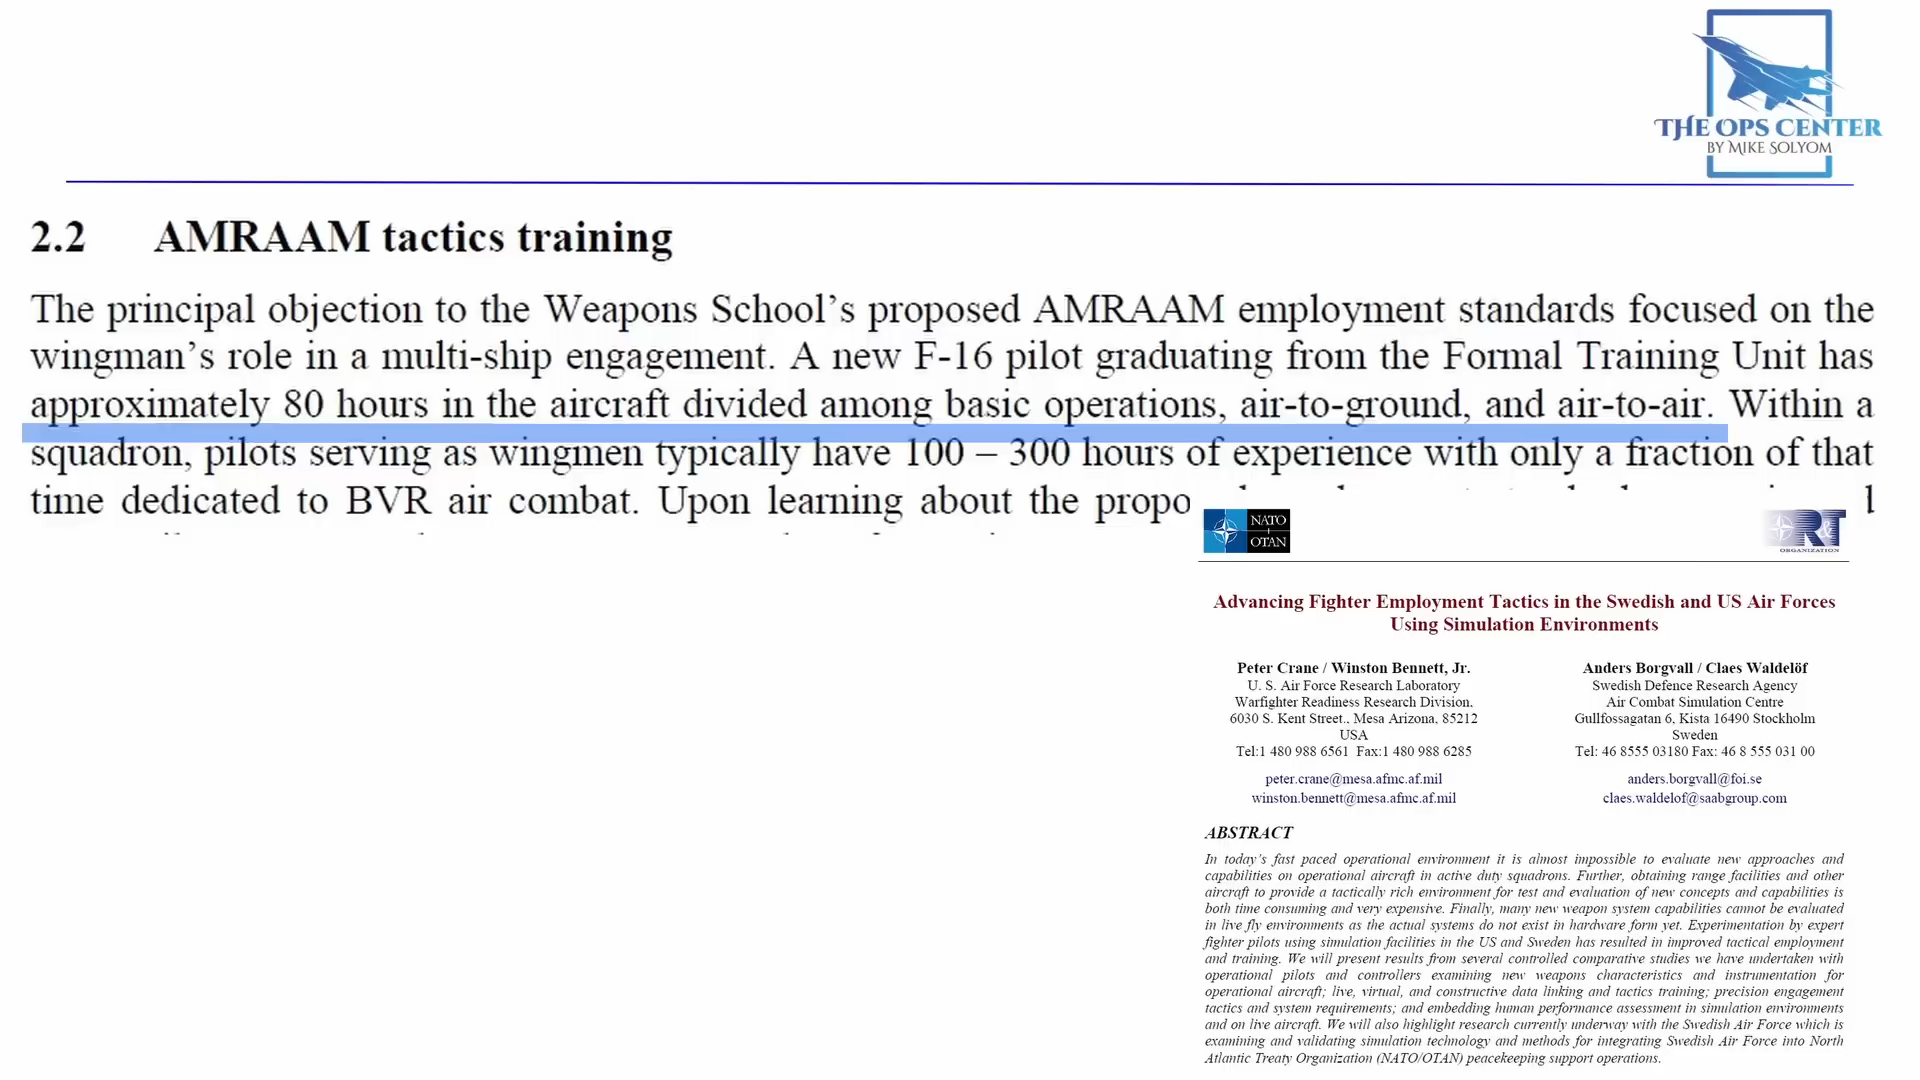 THE OPS CENTER
BY MIKE SOLYOM
2.2 AMRAAM tactics training
The principal objection to the Weapons School’s proposed AMRAAM employment standards focused on the
wingman’s role in a multi-ship engagement. A new F-16 pilot graduating from the Formal Training Unit has
approximately 80 hours in the aircraft divided among basic operations, air-to-ground, and air-to-air. Within a
squadron, pilots serving as wingmen typically have 100 – 300 hours of experience with only a fraction of that
time dedicated to BVR air combat. Upon learning about the propo
NATO
OTAN
R&T
ORGANIZATION
Advancing Fighter Employment Tactics in the Swedish and US Air Forces
Using Simulation Environments
Peter Crane / Winston Bennett, Jr.
U. S. Air Force Research Laboratory
Warfighter Readiness Research Division,
6030 S. Kent Street., Mesa Arizona, 85212
USA
Tel:1 480 988 6561 Fax:1 480 988 6285
peter.crane@mesa.afmc.af.mil
winston.bennett@mesa.afmc.af.mil
Anders Borgvall / Claes Waldelöf
Swedish Defence Research Agency
Air Combat Simulation Centre
Gullfossagatan 6, Kista 16490 Stockholm
Sweden
Tel: 46 8555 03180 Fax: 46 8 555 031 00
anders.borgvall@foi.se
claes.waldelof@saabgroup.com
ABSTRACT
In today’s fast paced operational environment it is almost impossible to evaluate new approaches and
capabilities on operational aircraft in active duty squadrons. Further, obtaining range facilities and other
aircraft to provide a tactically rich environment for test and evaluation of new concepts and capabilities is
both time consuming and very expensive. Finally, many new weapon system capabilities cannot be evaluated
in live fly environments as the actual systems do not exist in hardware form yet. Experimentation by expert
fighter pilots using simulation facilities in the US and Sweden has resulted in improved tactical employment
and training. We will present results from several controlled comparative studies we have undertaken with
operational pilots and controllers examining new weapons characteristics and instrumentation for
operational aircraft; live, virtual, and constructive data linking and tactics training; precision engagement
tactics and system requirements; and embedding human performance assessment in simulation environments
and on live aircraft. We will also highlight research currently underway with the Swedish Air Force which is
examining and validating simulation technology and methods for integrating Swedish Air Force into North
Atlantic Treaty Organization (NATO/OTAN) peacekeeping support operations.